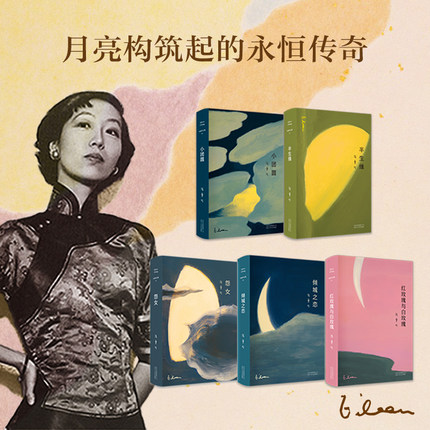 月亮构筑起的永恒传奇
小团圆
小团圆
半生缘
半生缘
怨女
怨女
倾城之恋
倾城之恋
红玫瑰与白玫瑰
红玫瑰与白玫瑰
Eileen